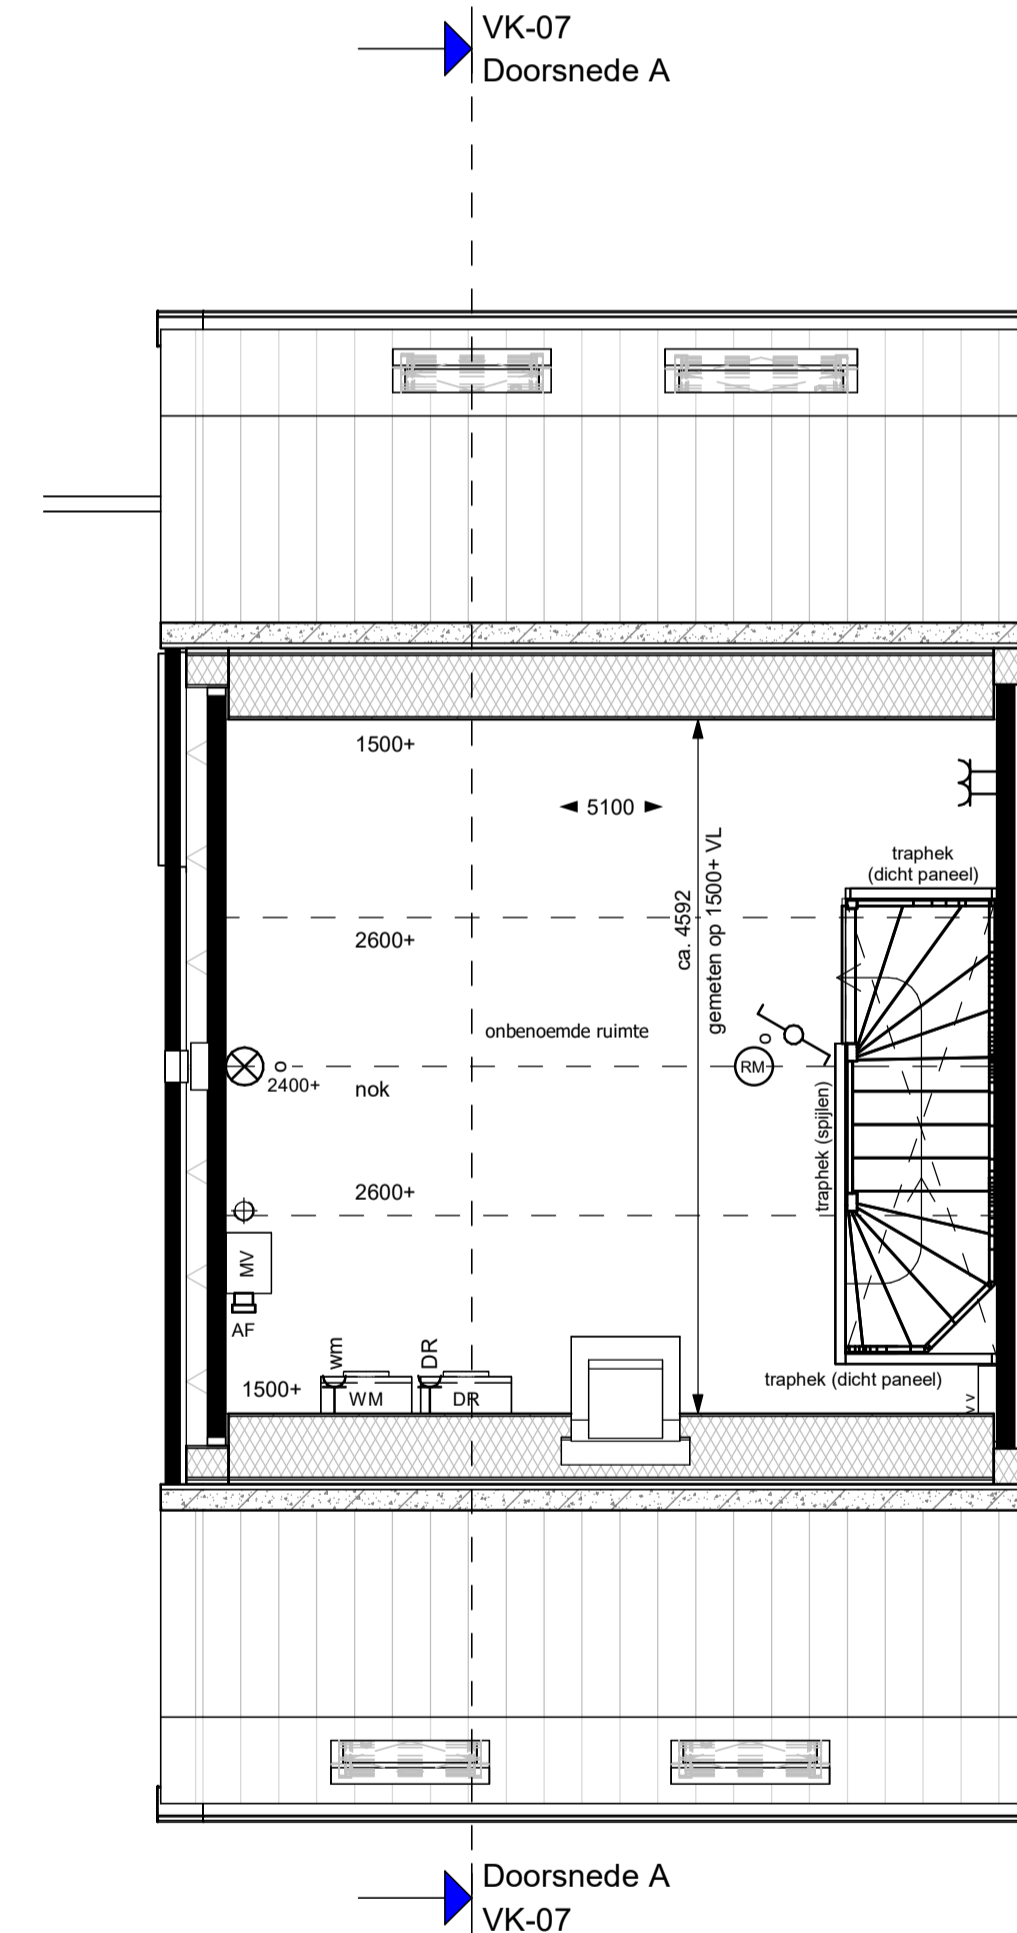 VK-07
Doorsnede A
1500+
5100
traphek
(dicht paneel)
ca. 4592
gemeten op 1500+ VL
2600+
onbenoemde ruimte
RM
2400+
nok
traphek (spijlen)
2600+
MV
AF
wm
DR
1500+
WM
DR
traphek (dicht paneel)
v v
Doorsnede A
VK-07